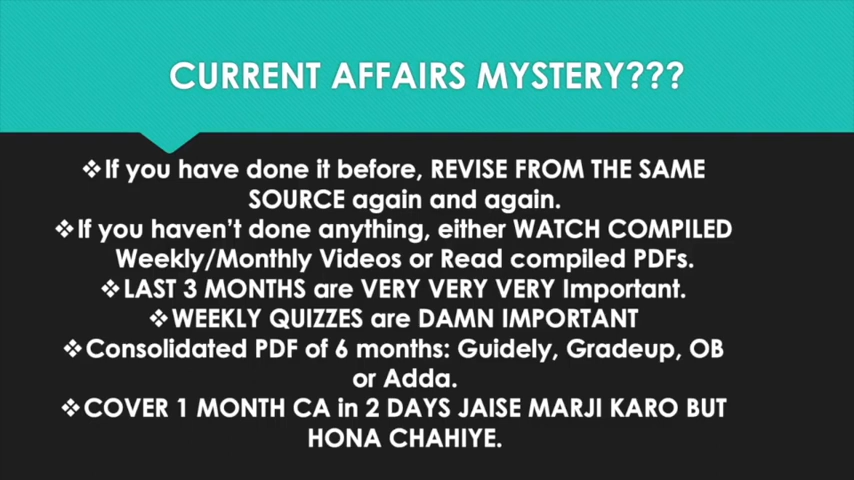 CURRENT AFFAIRS MYSTERY???
❖If you have done it before, REVISE FROM THE SAME
SOURCE again and again.
❖If you haven't done anything, either WATCH COMPILED
Weekly/Monthly Videos or Read compiled PDFs.
❖LAST 3 MONTHS are VERY VERY VERY Important.
❖WEEKLY QUIZZES are DAMN IMPORTANT
❖Consolidated PDF of 6 months: Guidely, Gradeup, OB
or Adda.
❖COVER 1 MONTH CA in 2 DAYS JAISE MARJI KARO BUT
HONA CHAHIYE.